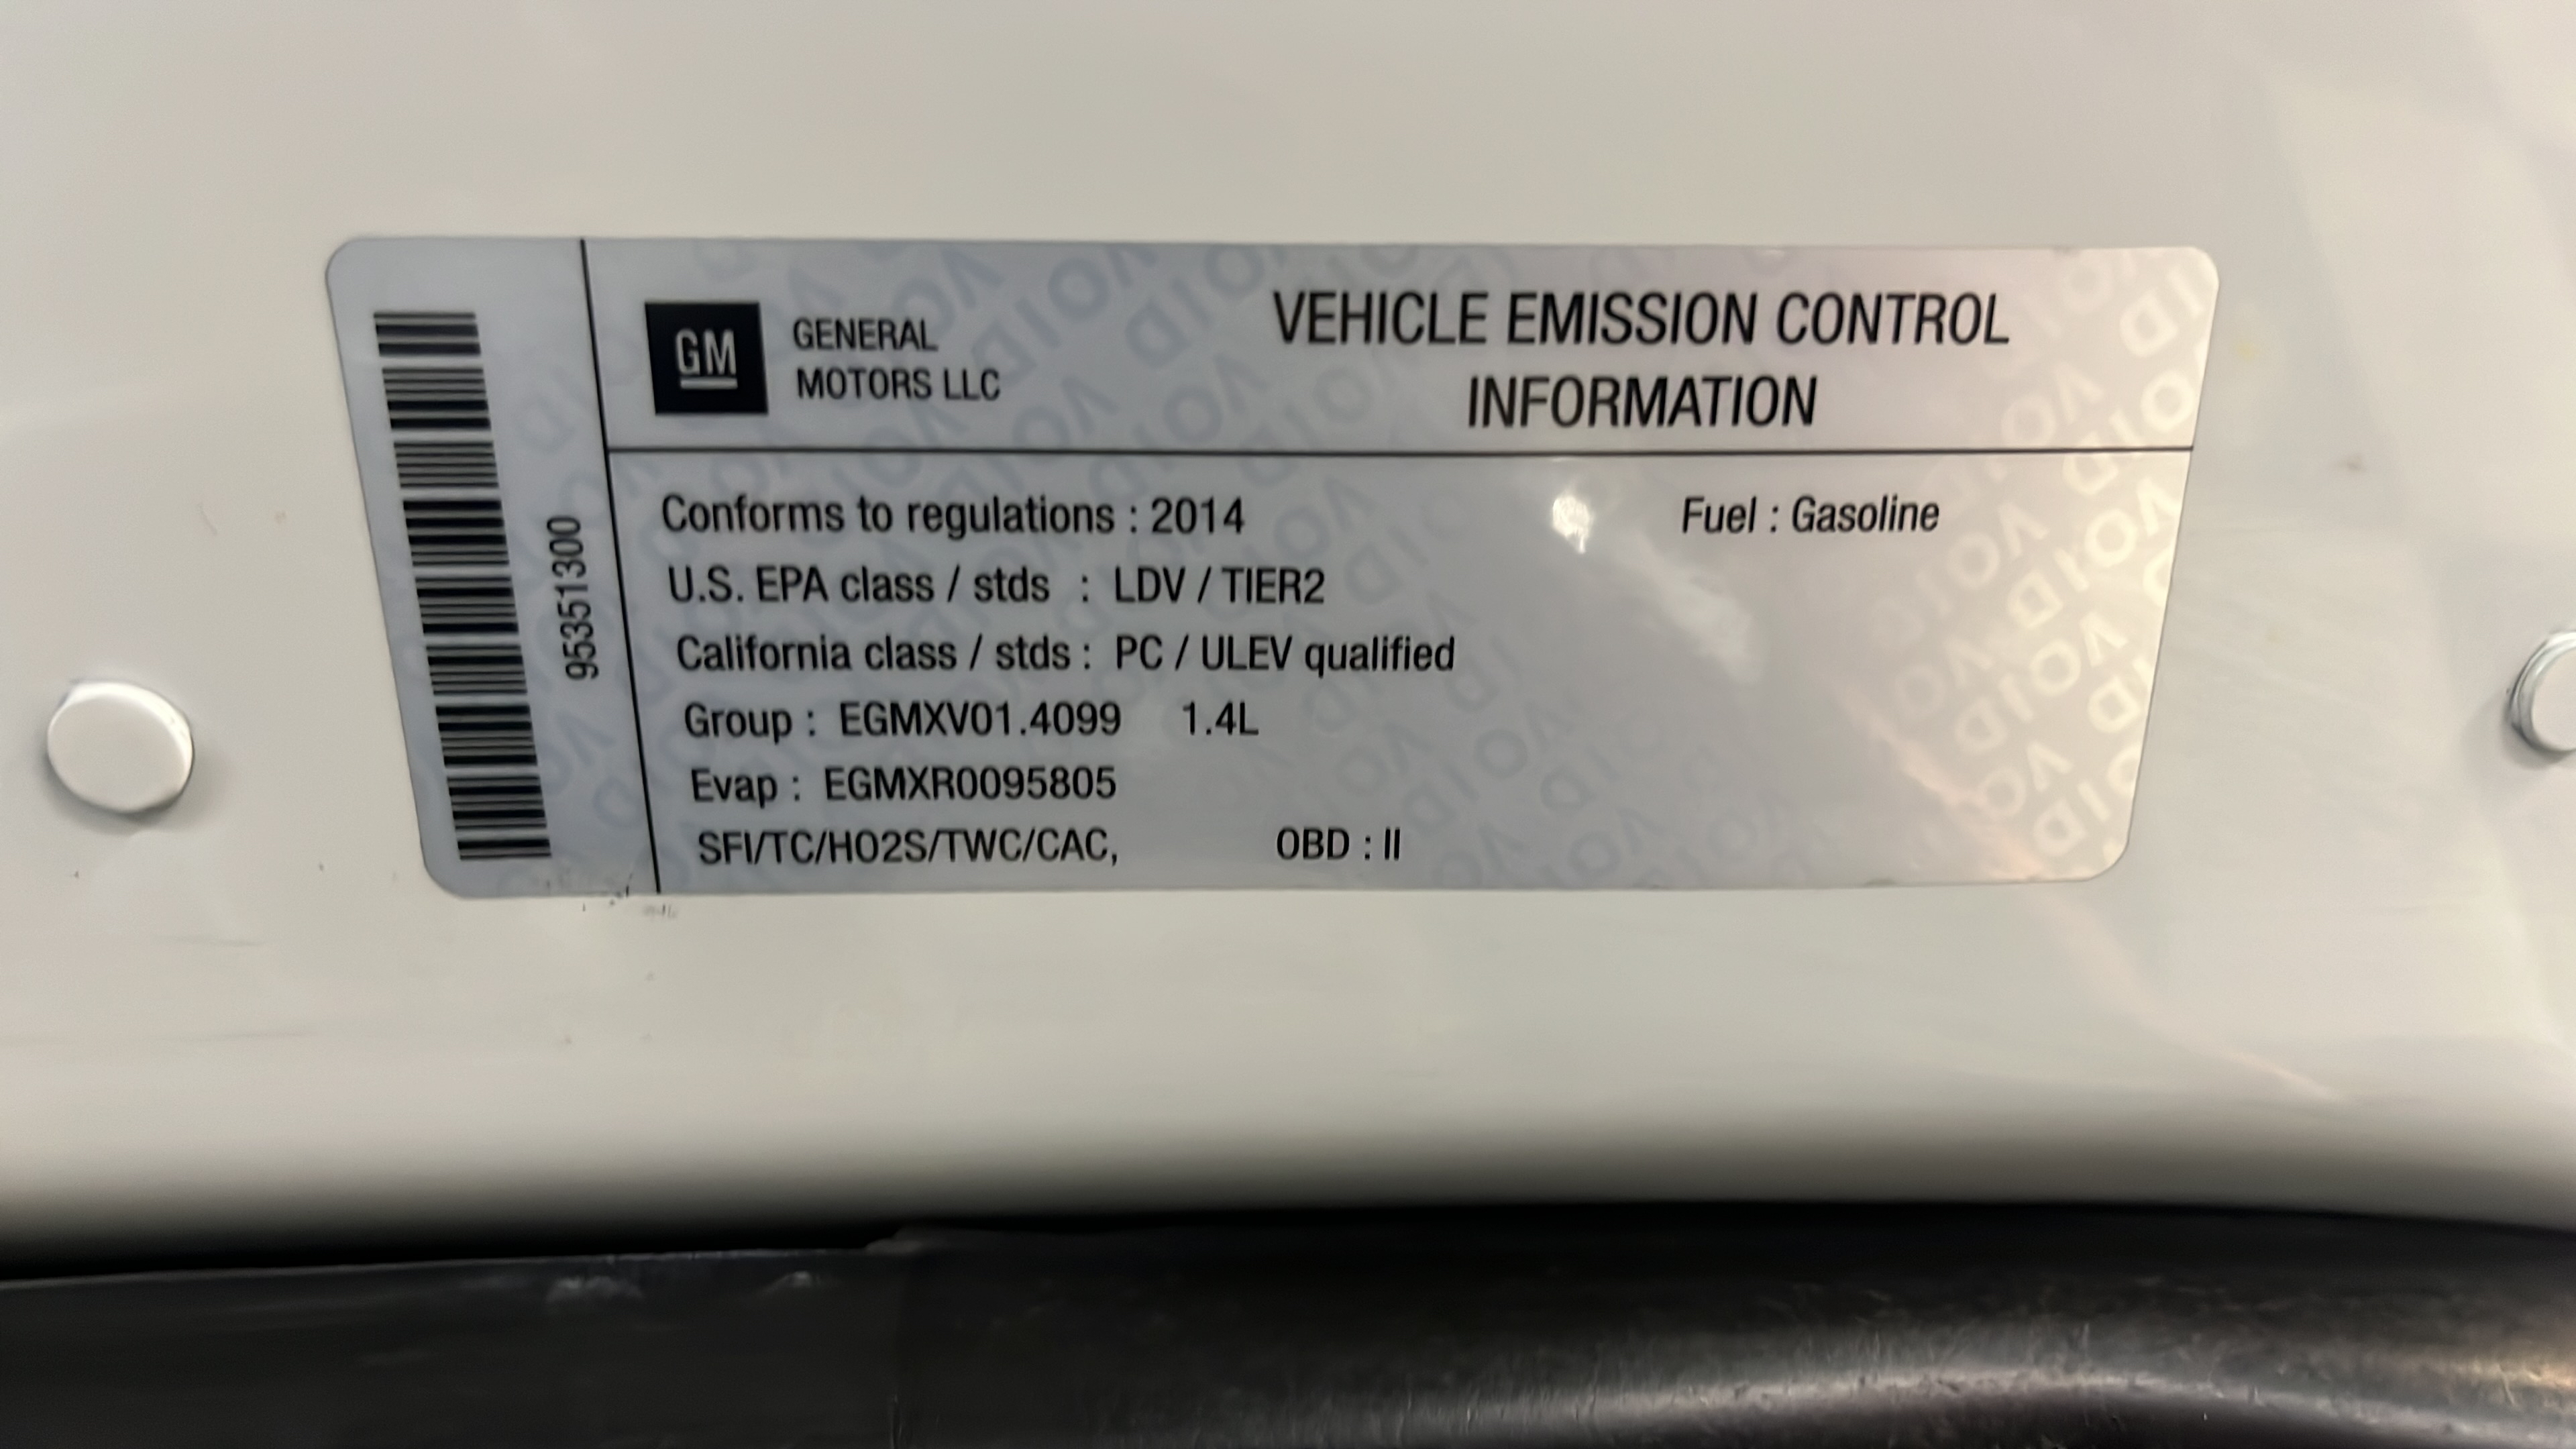 GM
GENERAL
MOTORS LLC
VEHICLE EMISSION CONTROL
INFORMATION
95351300
Conforms to regulations : 2014 Fuel : Gasoline
U.S. EPA class / stds : LDV / TIER2
California class / stds : PC / ULEV qualified
Group : EGMXV01.4099 1.4L
Evap : EGMXR0095805
SFI/TC/HO2S/TWC/CAC, OBD : II